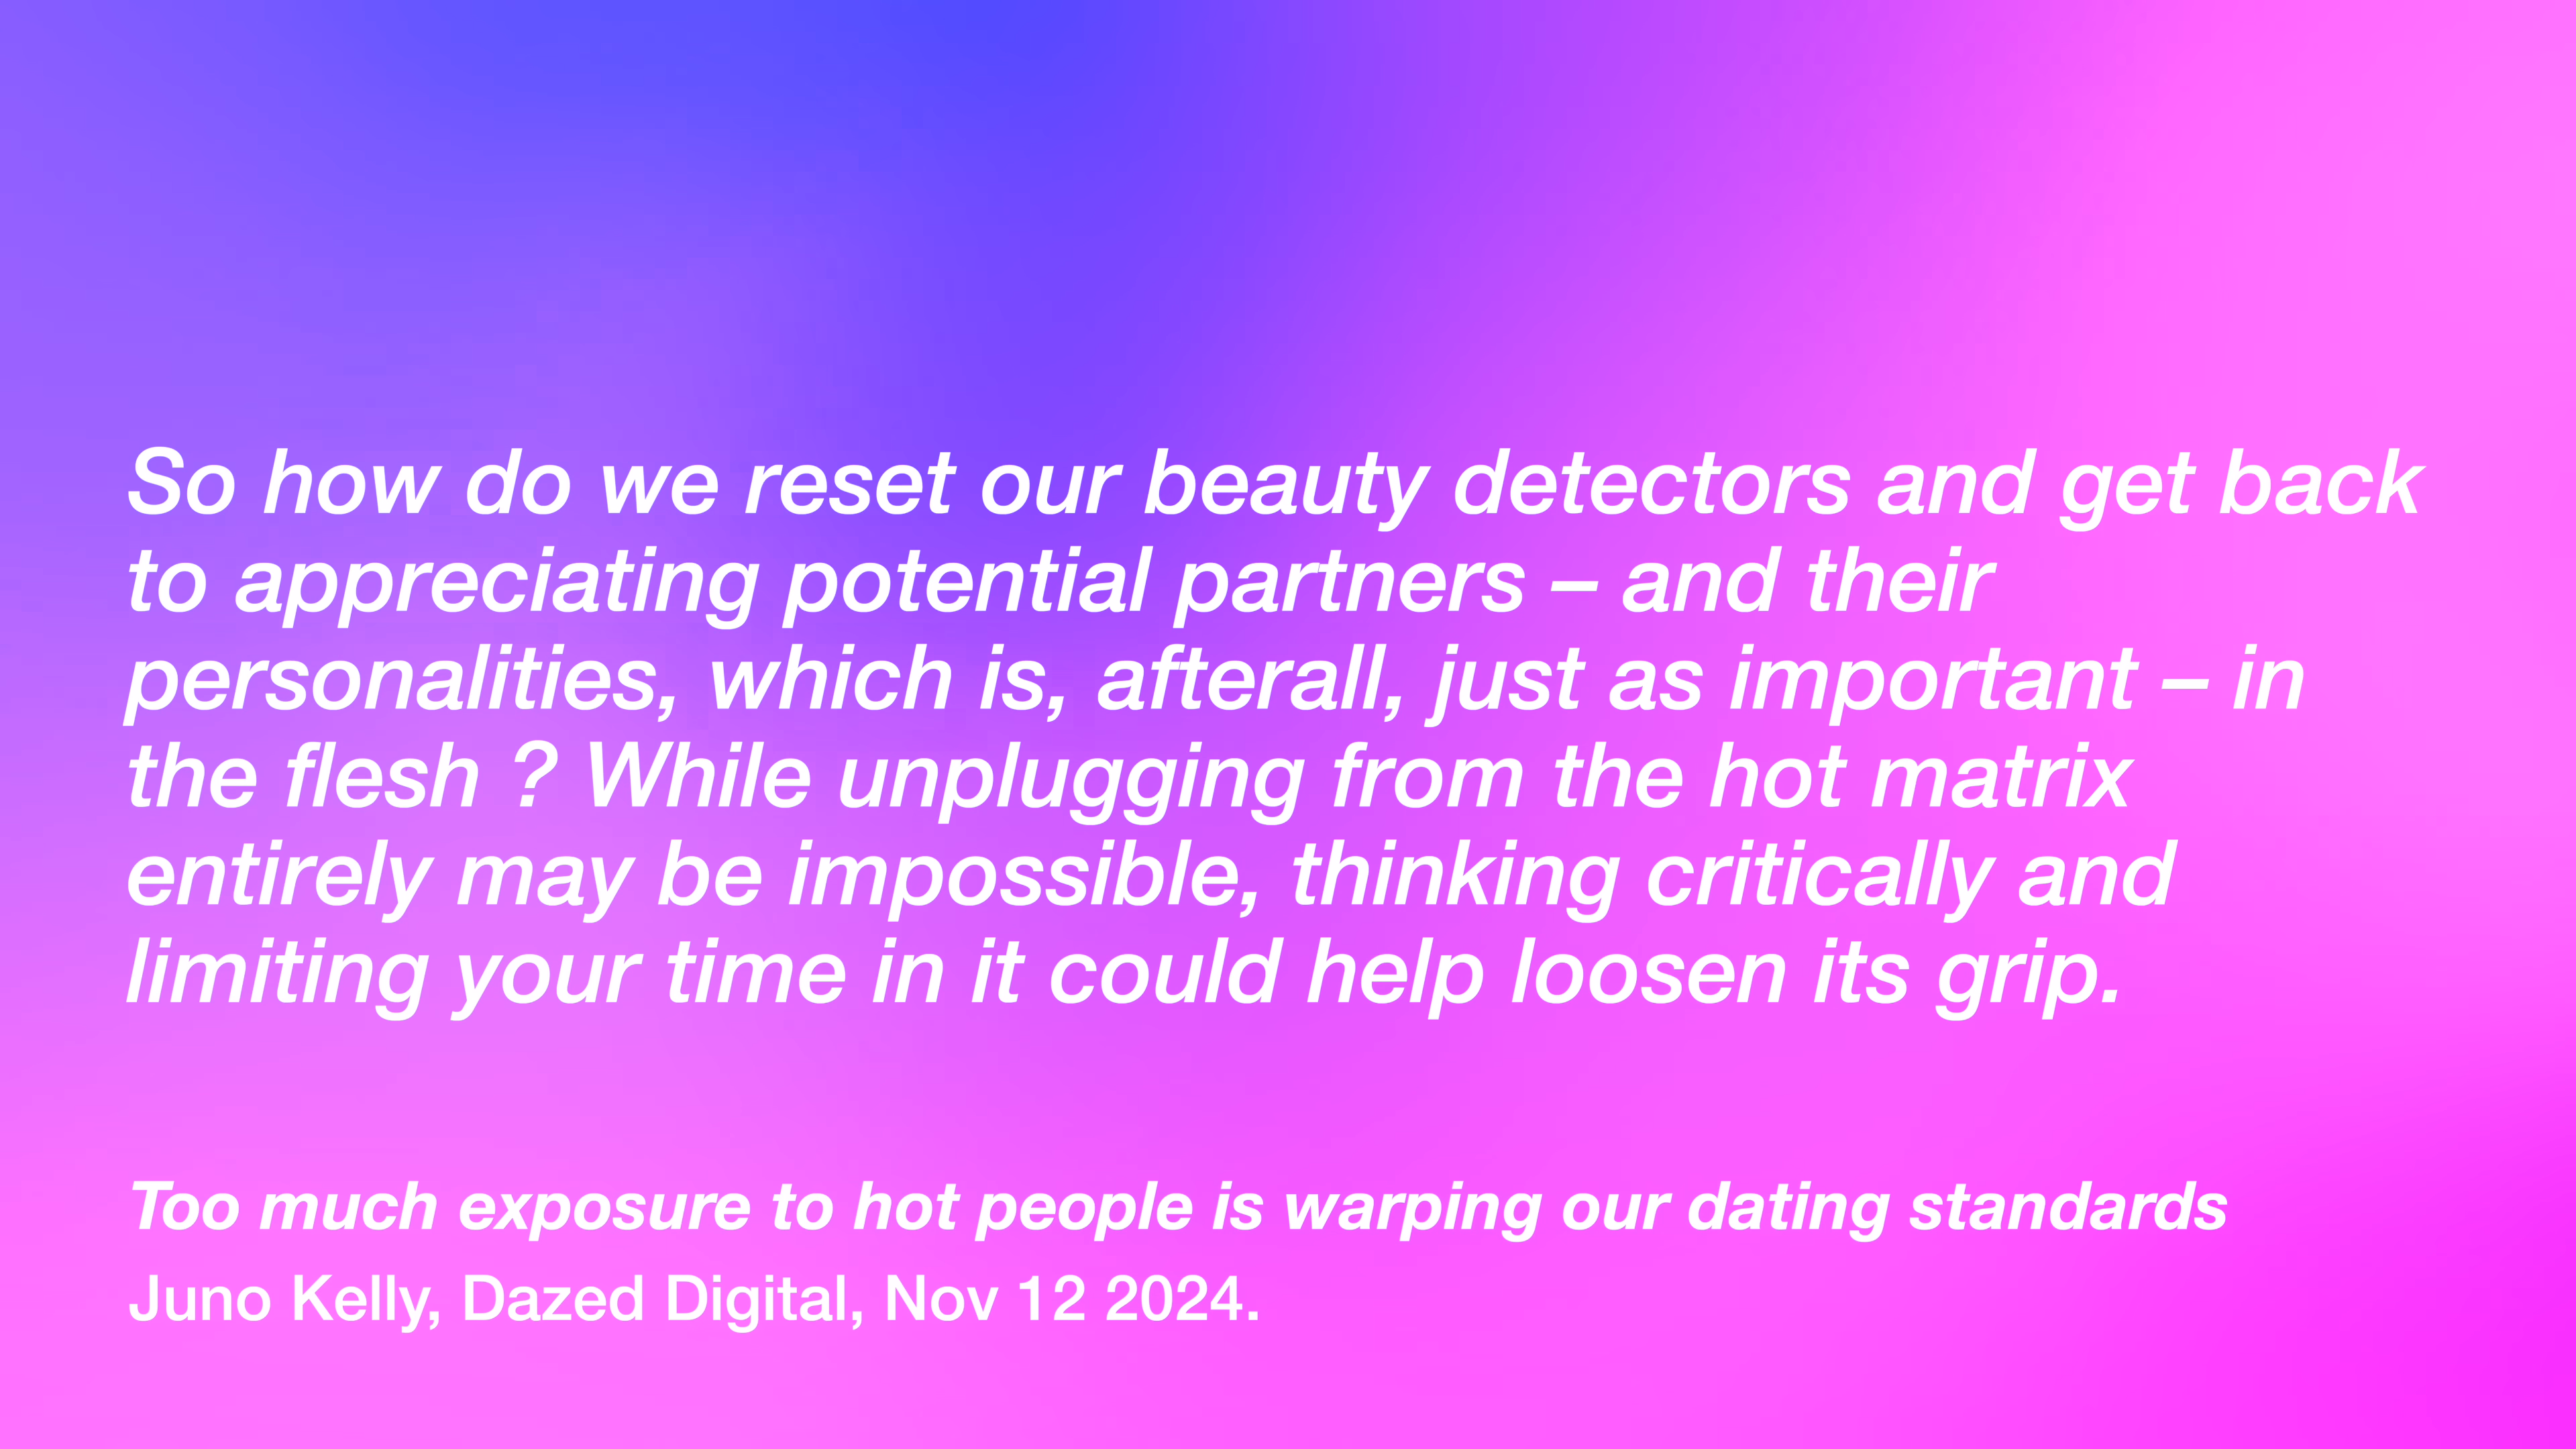 So how do we reset our beauty detectors and get back
to appreciating potential partners – and their
personalities, which is, afterall, just as important – in
the flesh ? While unplugging from the hot matrix
entirely may be impossible, thinking critically and
limiting your time in it could help loosen its grip.
Too much exposure to hot people is warping our dating standards
Juno Kelly, Dazed Digital, Nov 12 2024.